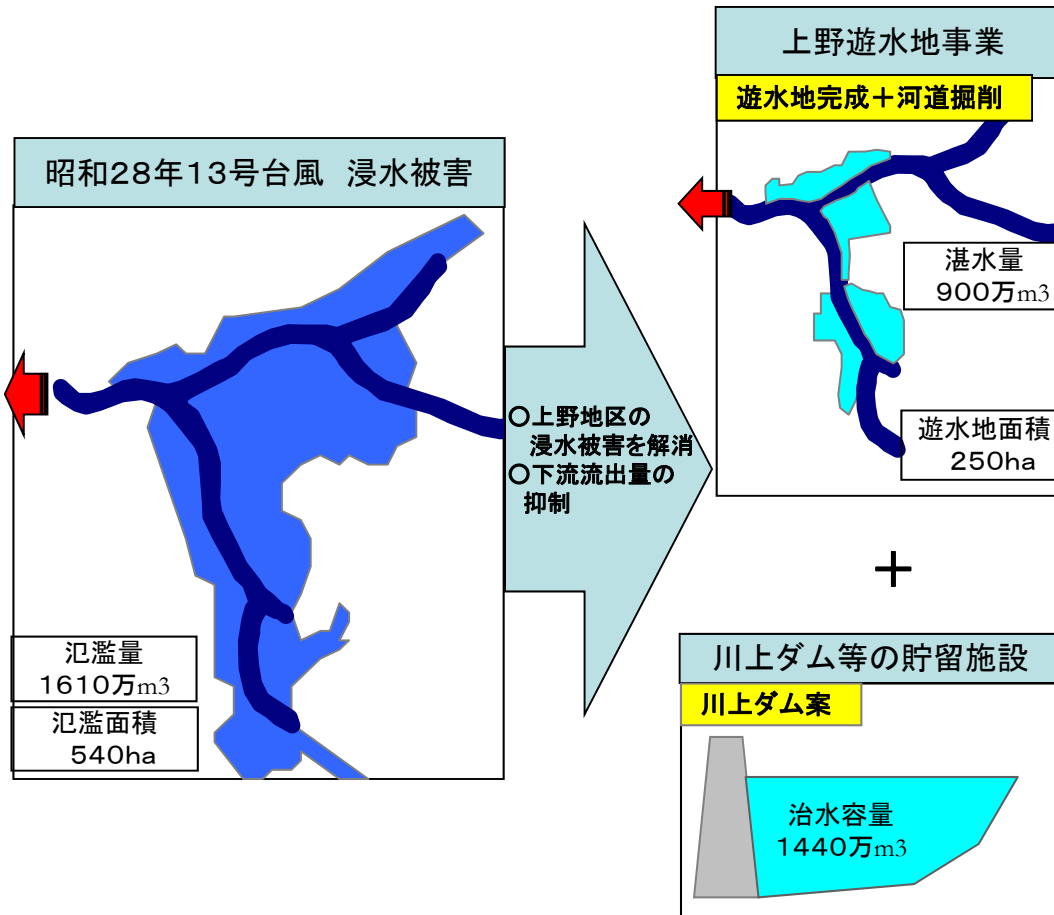 昭和28年13号台風 浸水被害
氾濫量
1610万m3
氾濫面積
540ha
○上野地区の
浸水被害を解消
○下流流出量の
抑制
上野遊水地事業
遊水地完成+河道掘削
湛水量
900万m3
遊水地面積
250ha
+
川上ダム等の貯留施設
川上ダム案
治水容量
1440万m3